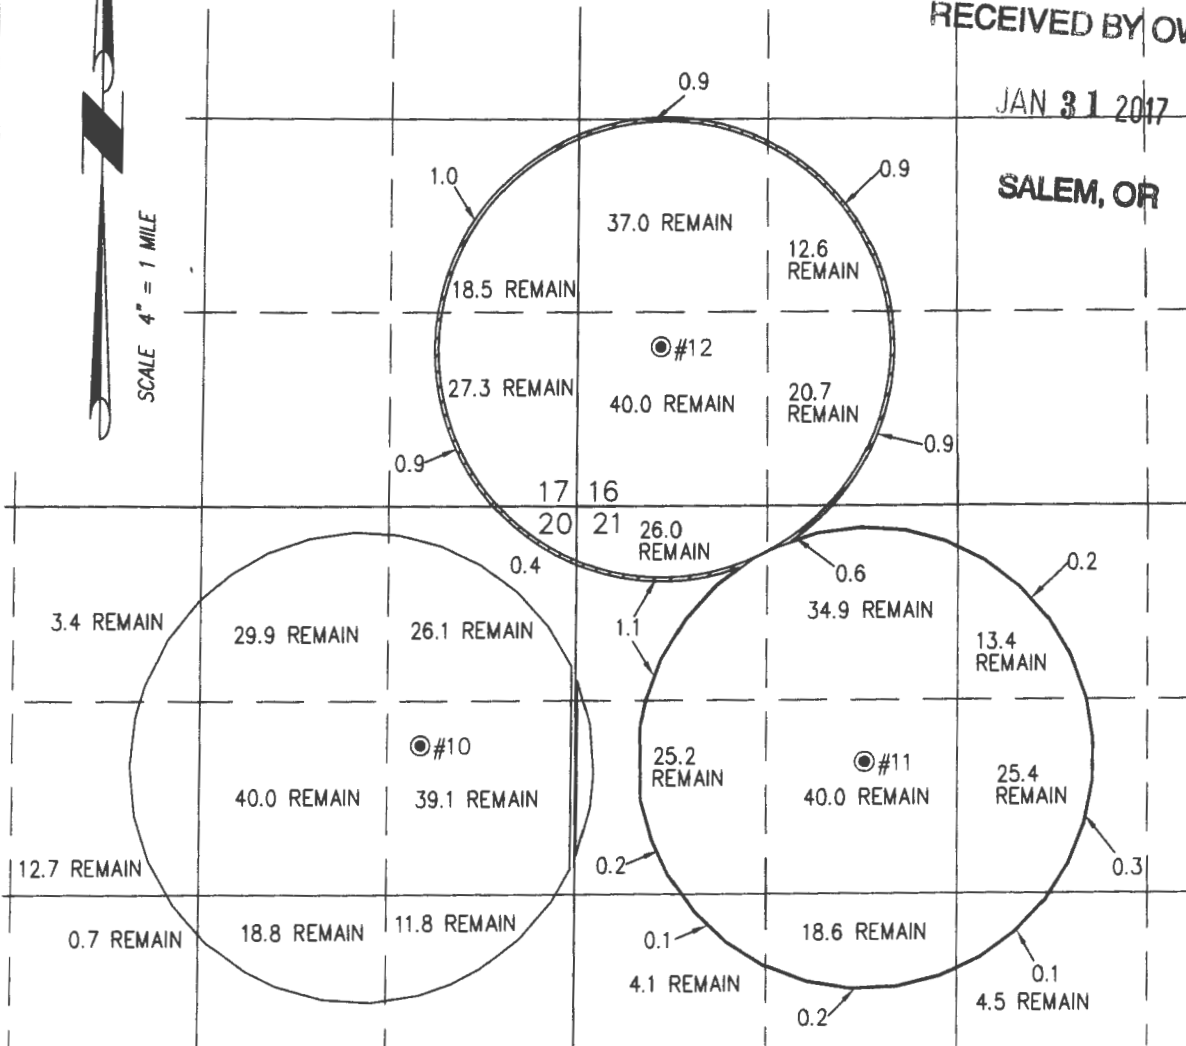 RECEIVED BY OW
JAN 31 2017
SALEM, OR
SCALE 4" = 1 MILE
0.9
1.0
0.9
37.0 REMAIN
12.6
REMAIN
18.5 REMAIN
#12
27.3 REMAIN
40.0 REMAIN
20.7
REMAIN
0.9
0.9
17 16
20 21
26.0
REMAIN
0.4
0.6
0.2
3.4 REMAIN
29.9 REMAIN
26.1 REMAIN
1.1
34.9 REMAIN
13.4
REMAIN
#10
25.2
REMAIN
#11
40.0 REMAIN
39.1 REMAIN
40.0 REMAIN
25.4
REMAIN
12.7 REMAIN
0.2
0.3
0.7 REMAIN
18.8 REMAIN
11.8 REMAIN
0.1
18.6 REMAIN
4.1 REMAIN
0.1
4.5 REMAIN
0.2